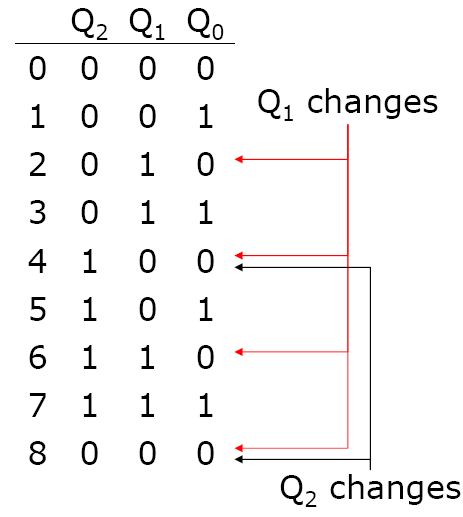 Q₂ Q₁ Q₀
0 0 0 0
1 0 0 1
Q₁ changes
2 0 1 0
3 0 1 1
4 1 0 0
5 1 0 1
6 1 1 0
7 1 1 1
8 0 0 0
Q₂ changes